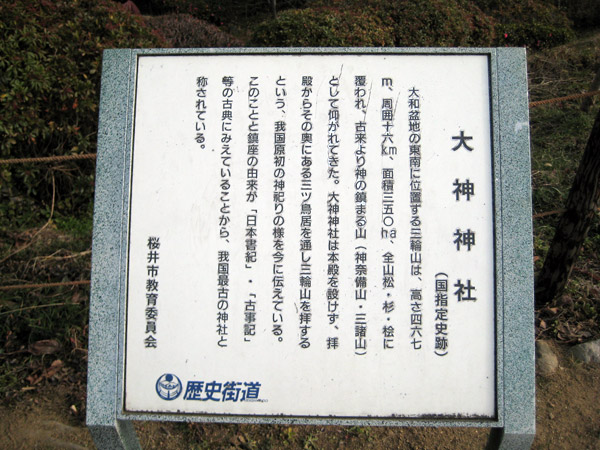 大神神社
(国指定史跡)
大和盆地の東南に位置する三輪山は、高さ四六七
m、周囲十六km、面積三五〇ha、全山松・杉・桧に
覆われ、古来より神の鎮まる山(神奈備山・三諸山)
として仰がれてきた。大神神社は本殿を設けず、拝
殿からその奥にある三ツ鳥居を通し三輪山を拝する
という、我国原初の神祀りの様を今に伝えている。
このことと鎮座の由来が「日本書紀」・「古事記」
等の古典にみえていることから、我国最古の神社と
称されている。
桜井市教育委員会
歴史街道